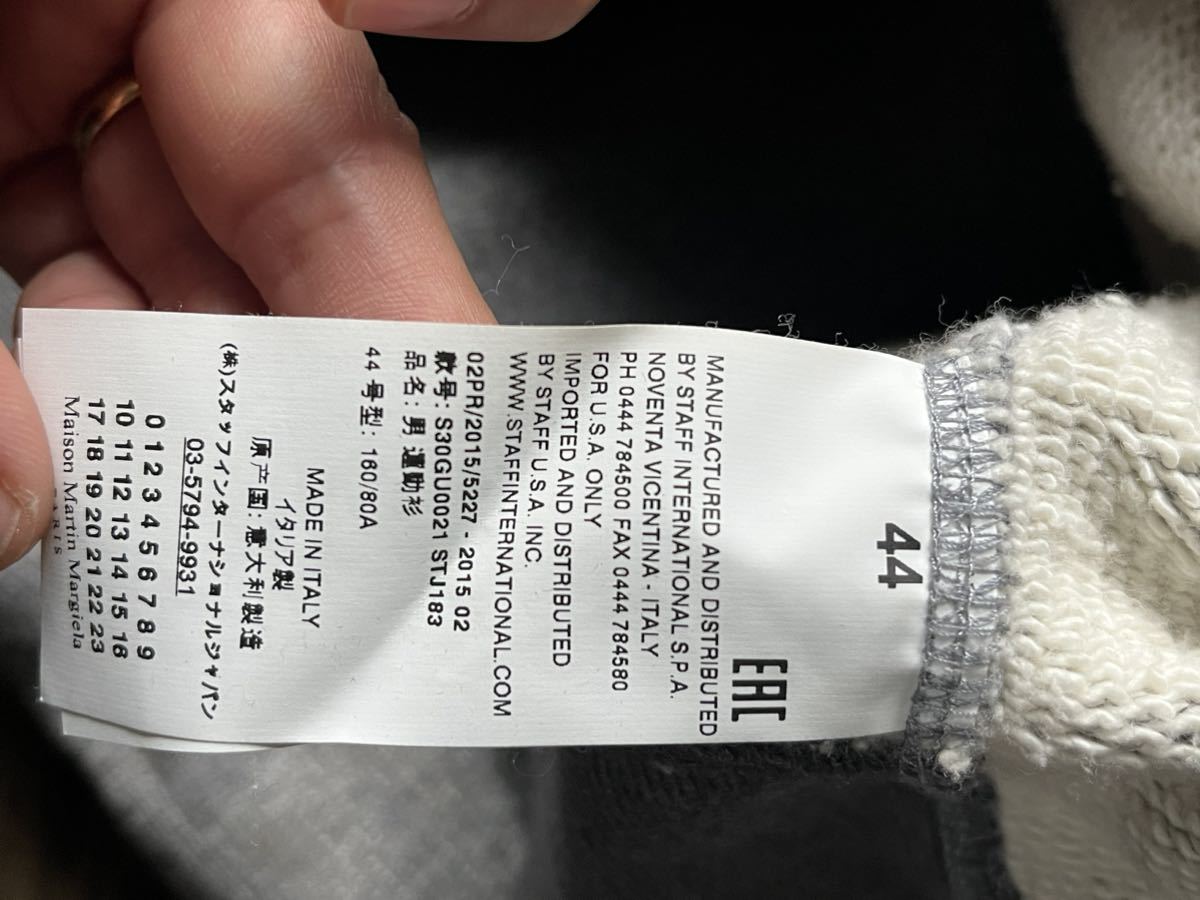 44
EAC
MANUFACTURED AND DISTRIBUTED
BY STAFF INTERNATIONAL S.P.A.
NOVENTA VICENTINA - ITALY
PH 0444 784500 FAX 0444 784580
FOR U.S.A. ONLY
IMPORTED AND DISTRIBUTED
BY STAFF U.S.A. INC.
WWW.STAFFINTERNATIONAL.COM
02PR/2015/5227 - 2015 02
款号: S30GU0021 STJ183
品名: 男 運動衫
44 号型: 160/80A
MADE IN ITALY
イタリア製
原产国: 意大利製造
(株)スタッフインターナショナルジャパン
03-5794-9931
0 1 2 3 4 5 6 7 8 9
10 11 12 13 14 15 16
17 18 19 20 21 22 23
Maison Martin Margiela
PARIS